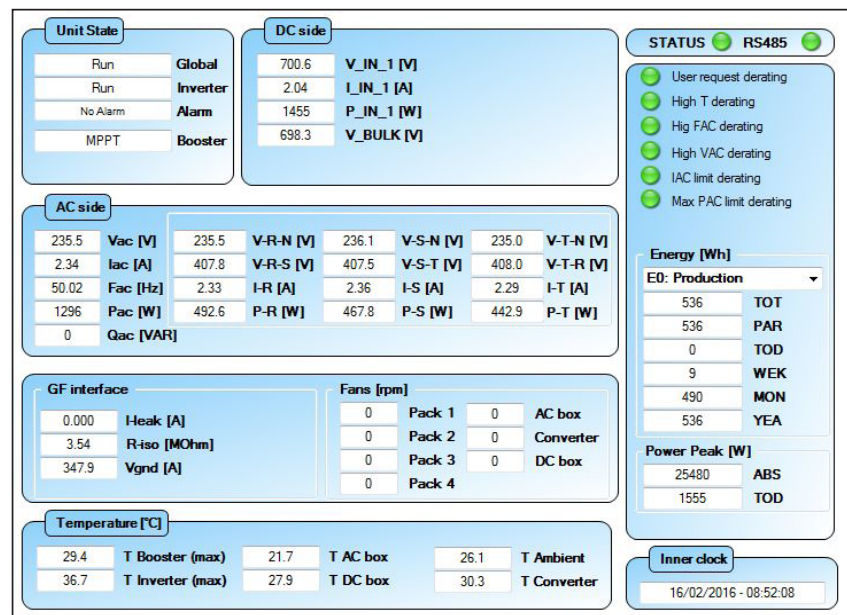 Unit State
Run Global
Run Inverter
No Alarm Alarm
MPPT Booster
DC side
700.6 V_IN_1 [V]
2.04 I_IN_1 [A]
1455 P_IN_1 [W]
698.3 V_BULK [V]
STATUS RS485
User request derating
High T derating
Hig FAC derating
High VAC derating
IAC limit derating
Max PAC limit derating
AC side
235.5 Vac [V] 235.5 V-R-N [V] 236.1 V-S-N [V] 235.0 V-T-N [V]
2.34 Iac [A] 407.8 V-R-S [V] 407.5 V-S-T [V] 408.0 V-T-R [V]
50.02 Fac [Hz] 2.33 I-R [A] 2.36 I-S [A] 2.29 I-T [A]
1296 Pac [W] 492.6 P-R [W] 467.8 P-S [W] 442.9 P-T [W]
0 Qac [VAR]
Energy [Wh]
E0: Production
536 TOT
536 PAR
0 TOD
9 WEK
490 MON
536 YEA
GF interface
0.000 I-leak [A]
3.54 R-iso [MOhm]
347.9 Vgnd [A]
Fans [rpm]
0 Pack 1 0 AC box
0 Pack 2 0 Converter
0 Pack 3 0 DC box
0 Pack 4
Power Peak [W]
25480 ABS
1555 TOD
Temperature [°C]
29.4 T Booster (max) 21.7 T AC box 26.1 T Ambient
36.7 T Inverter (max) 27.9 T DC box 30.3 T Converter
Inner clock
16/02/2016 - 08:52:08